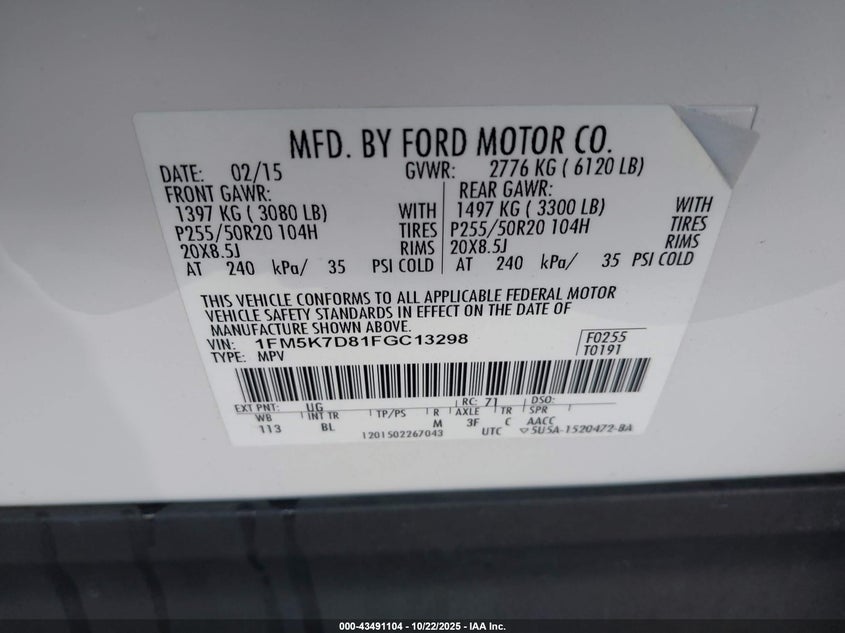 MFD. BY FORD MOTOR CO.
DATE: 02/15 GVWR: 2776 KG ( 6120 LB)
FRONT GAWR: REAR GAWR:
1397 KG ( 3080 LB) WITH 1497 KG ( 3300 LB) WITH
P255/50R20 104H TIRES P255/50R20 104H TIRES
20X8.5J RIMS 20X8.5J RIMS
AT 240 kPa/ 35 PSI COLD AT 240 kPa/ 35 PSI COLD
THIS VEHICLE CONFORMS TO ALL APPLICABLE FEDERAL MOTOR
VEHICLE SAFETY STANDARDS IN EFFECT ON THE DATE OF
MANUFACTURE SHOWN ABOVE.
VIN: 1FM5K7D81FGC13298 F0255
TYPE: MPV T0191
EXT PNT: UG RC: 71 DSO:
WB INT TR TP/PS R AXLE TR SPR
113 BL M 3F C AACC
1201502267043 UTC 5U5A-1520472-BA
000-43491104 - 10/22/2025 - IAA Inc.